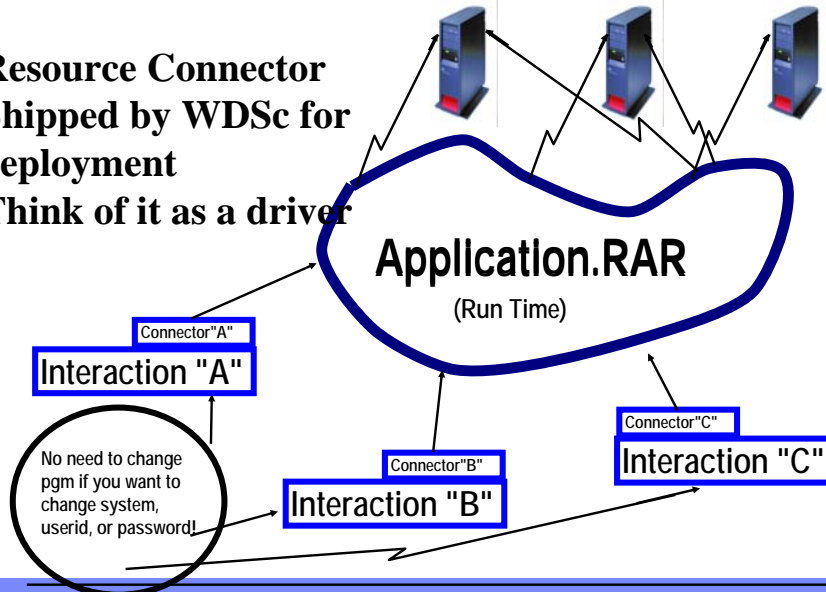 Resource Connector
shipped by WDSc for
eployment
Think of it as a driver
Application.RAR
(Run Time)
Connector"A"
Interaction "A"
Connector"B"
Interaction "B"
Connector"C"
Interaction "C"
No need to change
pgm if you want to
change system,
userid, or password!